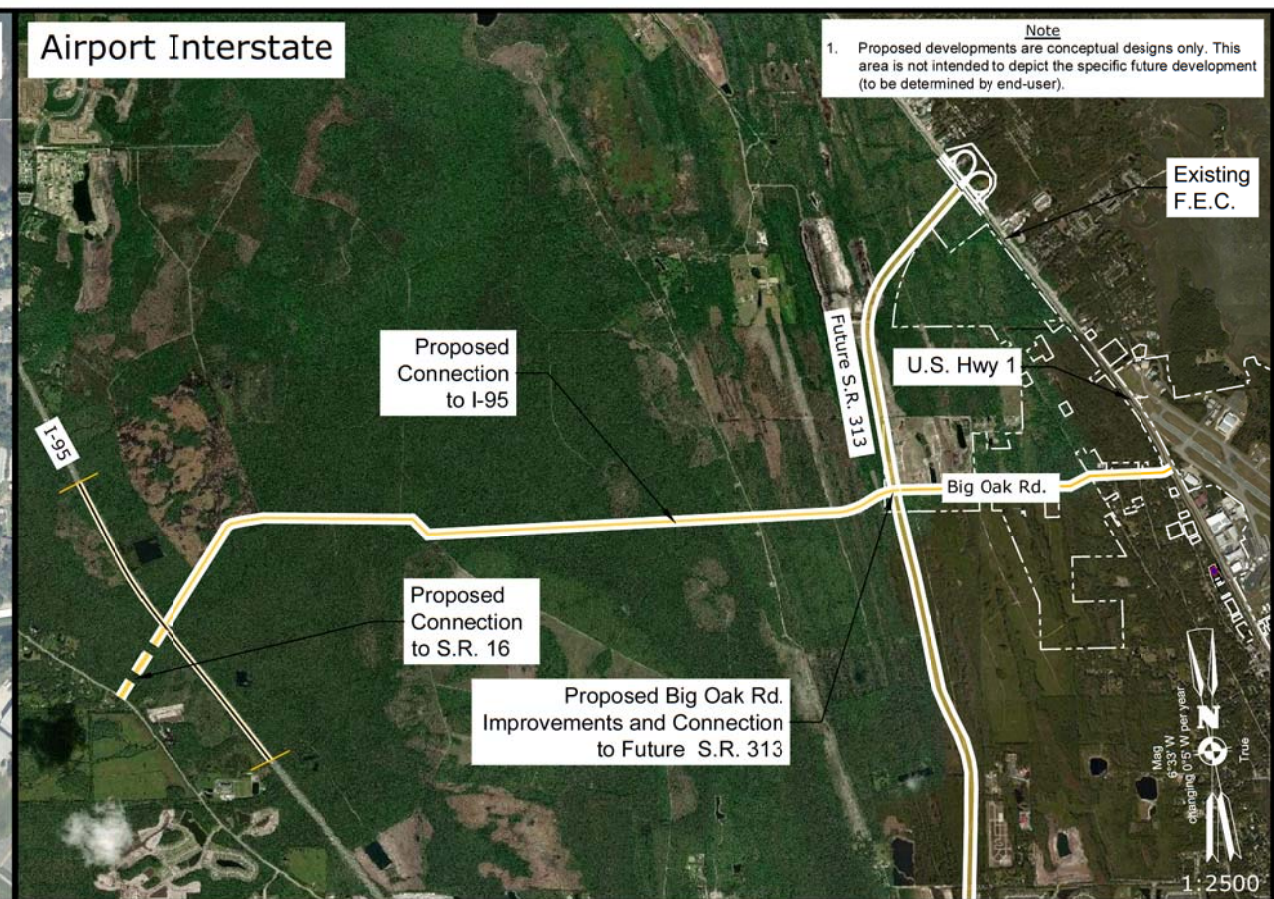 Airport Interstate
Note
1. Proposed developments are conceptual designs only. This
area is not intended to depict the specific future development
(to be determined by end-user).
Existing
F.E.C.
Future S.R. 313
Proposed
Connection
to I-95
U.S. Hwy 1
I-95
Big Oak Rd.
Proposed
Connection
to S.R. 16
Proposed Big Oak Rd.
Improvements and Connection
to Future S.R. 313
Mag
6°33' W
changing 0°5' W per year
N
True
1:2500